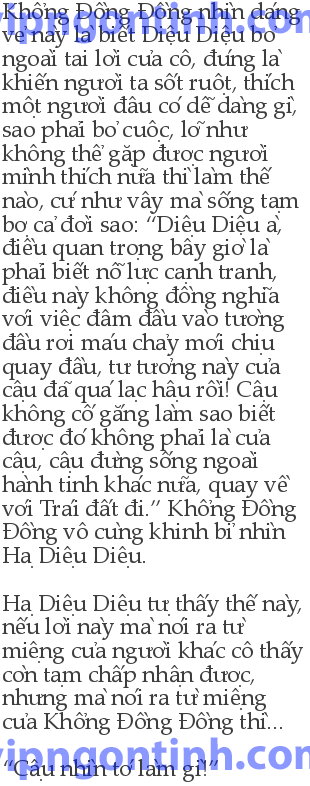 vipngontinh.com
Khổng Đồng Đồng nhìn dáng
vẻ này là biết Diệu Diệu bỏ
ngoài tai lời của cô, đúng là
khiến người ta sốt ruột, thích
một người đâu có dễ dàng gì,
sao phải bỏ cuộc, lỡ như
không thể gặp được người
mình thích nữa thì làm thế
nào, cứ như vậy mà sống tạm
bợ cả đời sao: “Diệu Diệu à,
điều quan trọng bây giờ là
phải biết nỗ lực cạnh tranh,
điều này không đồng nghĩa
với việc đâm đầu vào tường
đầu rơi máu chảy mới chịu
quay đầu, tư tưởng này của
cậu đã quá lạc hậu rồi! Cậu
không cố gắng làm sao biết
được đó không phải là của
cậu, cậu đừng sống ngoài
hành tinh khác nữa, quay về
với Trái đất đi.” Khổng Đồng
Đồng vô cùng khinh bỉ nhìn
Hạ Diệu Diệu.
Hạ Diệu Diệu tự thấy thế này,
nếu lời này mà nói ra từ
miệng của người khác cô thấy
còn tạm chấp nhận được,
nhưng mà nói ra từ miệng
của Khổng Đồng Đồng thì...
vipngontinh.com
“Cậu nhìn tớ làm gì!”